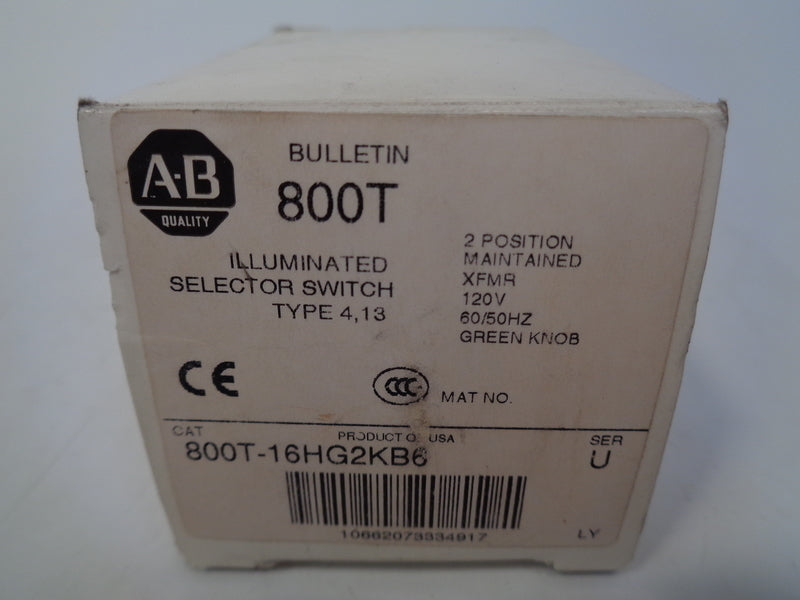 A-B
QUALITY
BULLETIN
800T
ILLUMINATED
SELECTOR SWITCH
TYPE 4,13
2 POSITION
MAINTAINED
XFMR
120V
60/50HZ
GREEN KNOB
CE
CCC
MAT NO.
CAT
PRODUCT OF USA
SER
800T-16HG2KB6
U
10662073334917
LY